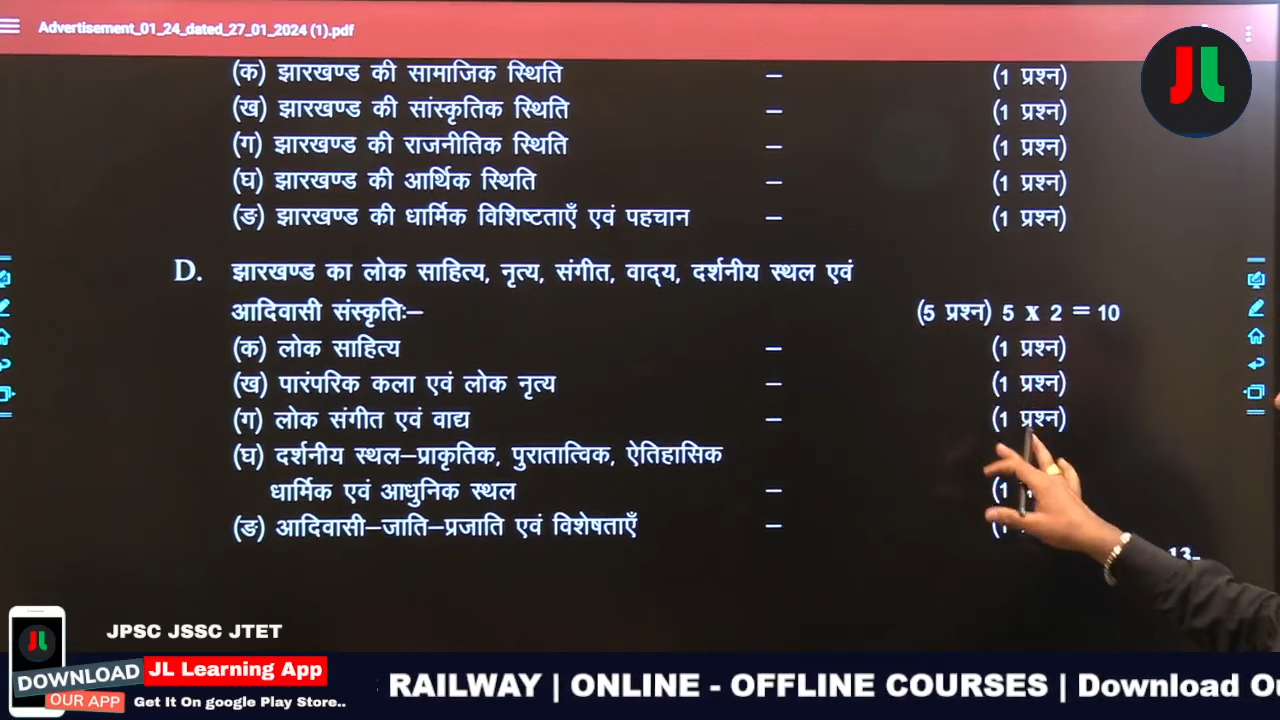 Advertisement_01_24_dated_27_01_2024 (1).pdf
JL
(क) झारखण्ड की सामाजिक स्थिति – (1 प्रश्न)
(ख) झारखण्ड की सांस्कृतिक स्थिति – (1 प्रश्न)
(ग) झारखण्ड की राजनीतिक स्थिति – (1 प्रश्न)
(घ) झारखण्ड की आर्थिक स्थिति – (1 प्रश्न)
(ङ) झारखण्ड की धार्मिक विशिष्टताएँ एवं पहचान – (1 प्रश्न)
D. झारखण्ड का लोक साहित्य, नृत्य, संगीत, वाद्य, दर्शनीय स्थल एवं
आदिवासी संस्कृतिः– (5 प्रश्न) 5 x 2 = 10
(क) लोक साहित्य – (1 प्रश्न)
(ख) पारंपरिक कला एवं लोक नृत्य – (1 प्रश्न)
(ग) लोक संगीत एवं वाद्य – (1 प्रश्न)
(घ) दर्शनीय स्थल–प्राकृतिक, पुरातात्विक, ऐतिहासिक
धार्मिक एवं आधुनिक स्थल – (1
(ङ) आदिवासी–जाति–प्रजाति एवं विशेषताएँ –
JPSC JSSC JTET
DOWNLOAD JL Learning App
OUR APP Get It On google Play Store..
RAILWAY | ONLINE - OFFLINE COURSES | Download